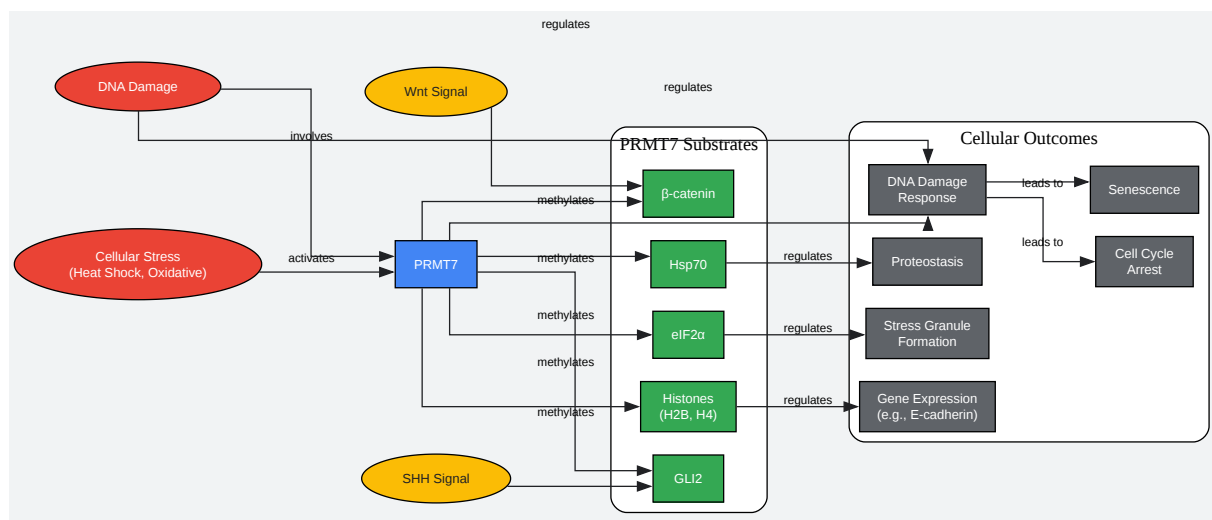 regulates
DNA Damage
Wnt Signal
regulates
involves
PRMT7 Substrates
Cellular Outcomes
β-catenin
methylates
DNA Damage
Response
leads to
Senescence
Cellular Stress
(Heat Shock, Oxidative)
activates
PRMT7
methylates
Hsp70
regulates
Proteostasis
leads to
Cell Cycle
Arrest
methylates
eIF2α
regulates
Stress Granule
Formation
methylates
Histones
(H2B, H4)
regulates
Gene Expression
(e.g., E-cadherin)
methylates
SHH Signal
GLI2